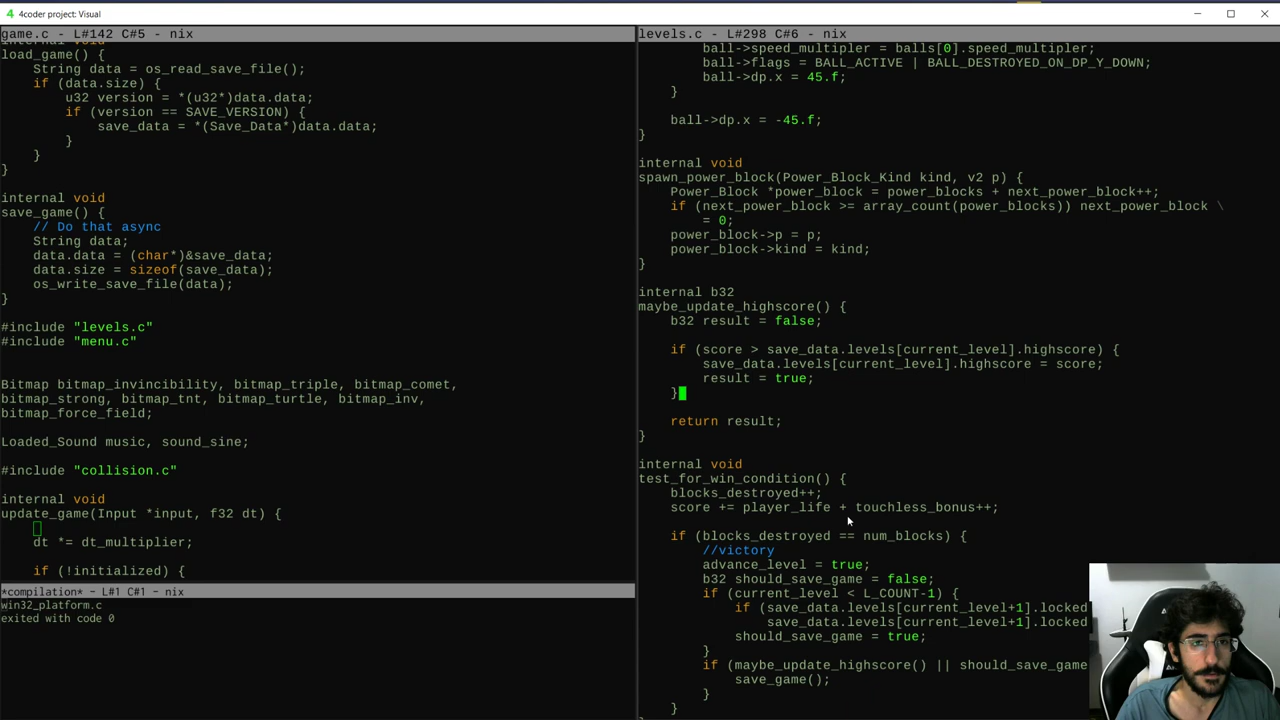 4 4coder project: Visual
game.c - L#142 C#5 - nix
internal void
load_game() {
String data = os_read_save_file();
if (data.size) {
u32 version = *(u32*)data.data;
if (version == SAVE_VERSION) {
save_data = *(Save_Data*)data.data;
}
}
}
internal void
save_game() {
// Do that async
String data;
data.data = (char*)&save_data;
data.size = sizeof(save_data);
os_write_save_file(data);
}
#include "levels.c"
#include "menu.c"
Bitmap bitmap_invincibility, bitmap_triple, bitmap_comet,
bitmap_strong, bitmap_tnt, bitmap_turtle, bitmap_inv,
bitmap_force_field;
Loaded_Sound music, sound_sine;
#include "collision.c"
internal void
update_game(Input *input, f32 dt) {
dt *= dt_multiplier;
if (!initialized) {
*compilation* - L#1 C#1 - nix
win32_platform.c
exited with code 0
levels.c - L#298 C#6 - nix
ball->speed_multipler = balls[0].speed_multipler;
ball->flags = BALL_ACTIVE | BALL_DESTROYED_ON_DP_Y_DOWN;
ball->dp.x = 45.f;
}
ball->dp.x = -45.f;
}
internal void
spawn_power_block(Power_Block_Kind kind, v2 p) {
Power_Block *power_block = power_blocks + next_power_block++;
if (next_power_block >= array_count(power_blocks)) next_power_block \
= 0;
power_block->p = p;
power_block->kind = kind;
}
internal b32
maybe_update_highscore() {
b32 result = false;
if (score > save_data.levels[current_level].highscore) {
save_data.levels[current_level].highscore = score;
result = true;
}
return result;
}
internal void
test_for_win_condition() {
blocks_destroyed++;
score += player_life + touchless_bonus++;
if (blocks_destroyed == num_blocks) {
//victory
advance_level = true;
b32 should_save_game = false;
if (current_level < L_COUNT-1) {
if (save_data.levels[current_level+1].locked
save_data.levels[current_level+1].locked
should_save_game = true;
}
if (maybe_update_highscore() || should_save_game
save_game();
}
}